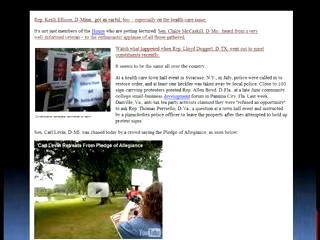 Rep. Keith Ellison, D-Minn., got an earful, too -- especially on the health-care issue.
It's not just members of the House who are getting lectured. Sen. Claire McCaskill, D-Mo., heard from a very
well-informed veteran – to the enthusiastic applause of all those gathered.
Watch what happened when Rep. Lloyd Doggett, D-TX, went out to meet
constituents recently.
It seems to be the same all over the country.
At a health care town hall event in Syracuse, N.Y., in July, police were called in to
restore order, and at least one heckler was taken away by local police. Close to 100
sign-carrying protesters greeted Rep. Allen Boyd, D-Fla., at a late June community
college small-business development forum in Panama City, Fla. Last week,
Danville, Va., anti-tax tea party activists claimed they were "refused an opportunity"
to ask Rep. Thomas Perriello, D-Va., a question at a town hall event and instructed
by a plainclothes police officer to leave the property after they attempted to hold up
protest signs.
Sen. Carl Levin, D-MI, was chased today by a crowd saying the Pledge of Allegiance, as seen below:
Carl Levin Retreats From Pledge of Allegiance
YouTube